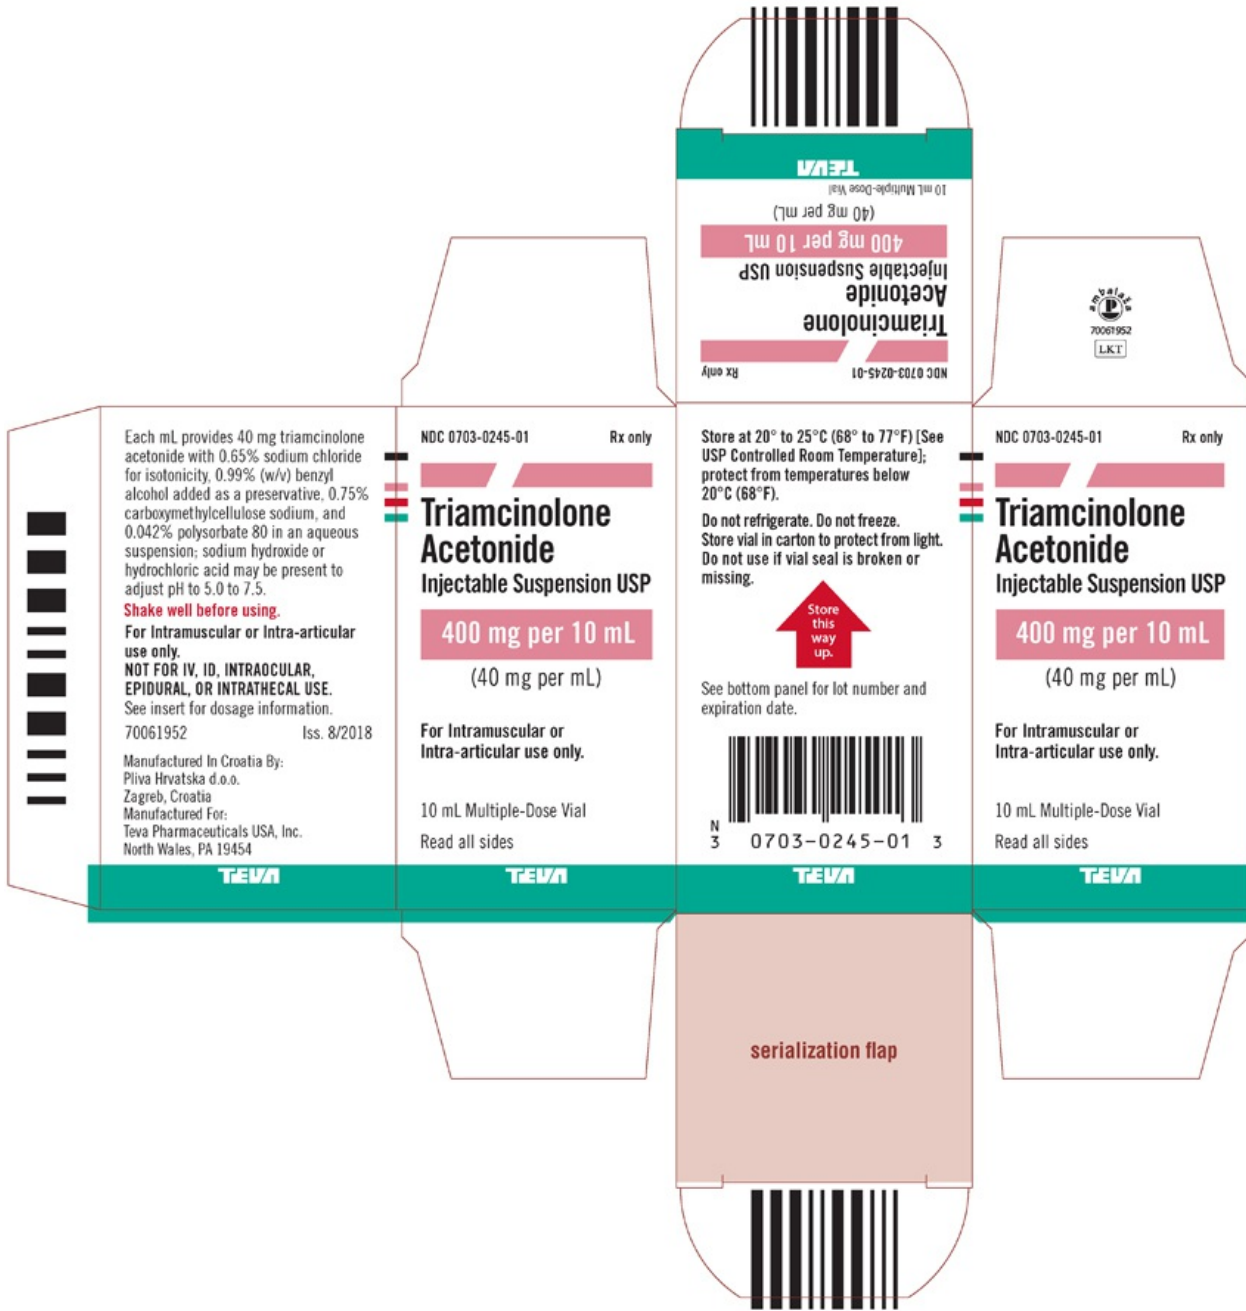 TEVA
10 mL Multiple-Dose Vial
(40 mg per mL)
400 mg per 10 mL
Injectable Suspension USP
Acetonide
Triamcinolone
NDC 0703-0245-01 Rx only
ambalaža
P
70061952
LKT
Each mL provides 40 mg triamcinolone
acetonide with 0.65% sodium chloride
for isotonicity, 0.99% (w/v) benzyl
alcohol added as a preservative, 0.75%
carboxymethylcellulose sodium, and
0.042% polysorbate 80 in an aqueous
suspension; sodium hydroxide or
hydrochloric acid may be present to
adjust pH to 5.0 to 7.5.
Shake well before using.
For Intramuscular or Intra-articular
use only.
NOT FOR IV, ID, INTRAOCULAR,
EPIDURAL, OR INTRATHECAL USE.
See insert for dosage information.
70061952 Iss. 8/2018
Manufactured In Croatia By:
Pliva Hrvatska d.o.o.
Zagreb, Croatia
Manufactured For:
Teva Pharmaceuticals USA, Inc.
North Wales, PA 19454
TEVA
NDC 0703-0245-01 Rx only
Triamcinolone
Acetonide
Injectable Suspension USP
400 mg per 10 mL
(40 mg per mL)
For Intramuscular or
Intra-articular use only.
10 mL Multiple-Dose Vial
Read all sides
TEVA
Store at 20° to 25°C (68° to 77°F) [See
USP Controlled Room Temperature];
protect from temperatures below
20°C (68°F).
Do not refrigerate. Do not freeze.
Store vial in carton to protect from light.
Do not use if vial seal is broken or
missing.
Store
this
way
up.
See bottom panel for lot number and
expiration date.
N
3 0703-0245-01 3
TEVA
NDC 0703-0245-01 Rx only
Triamcinolone
Acetonide
Injectable Suspension USP
400 mg per 10 mL
(40 mg per mL)
For Intramuscular or
Intra-articular use only.
10 mL Multiple-Dose Vial
Read all sides
TEVA
serialization flap